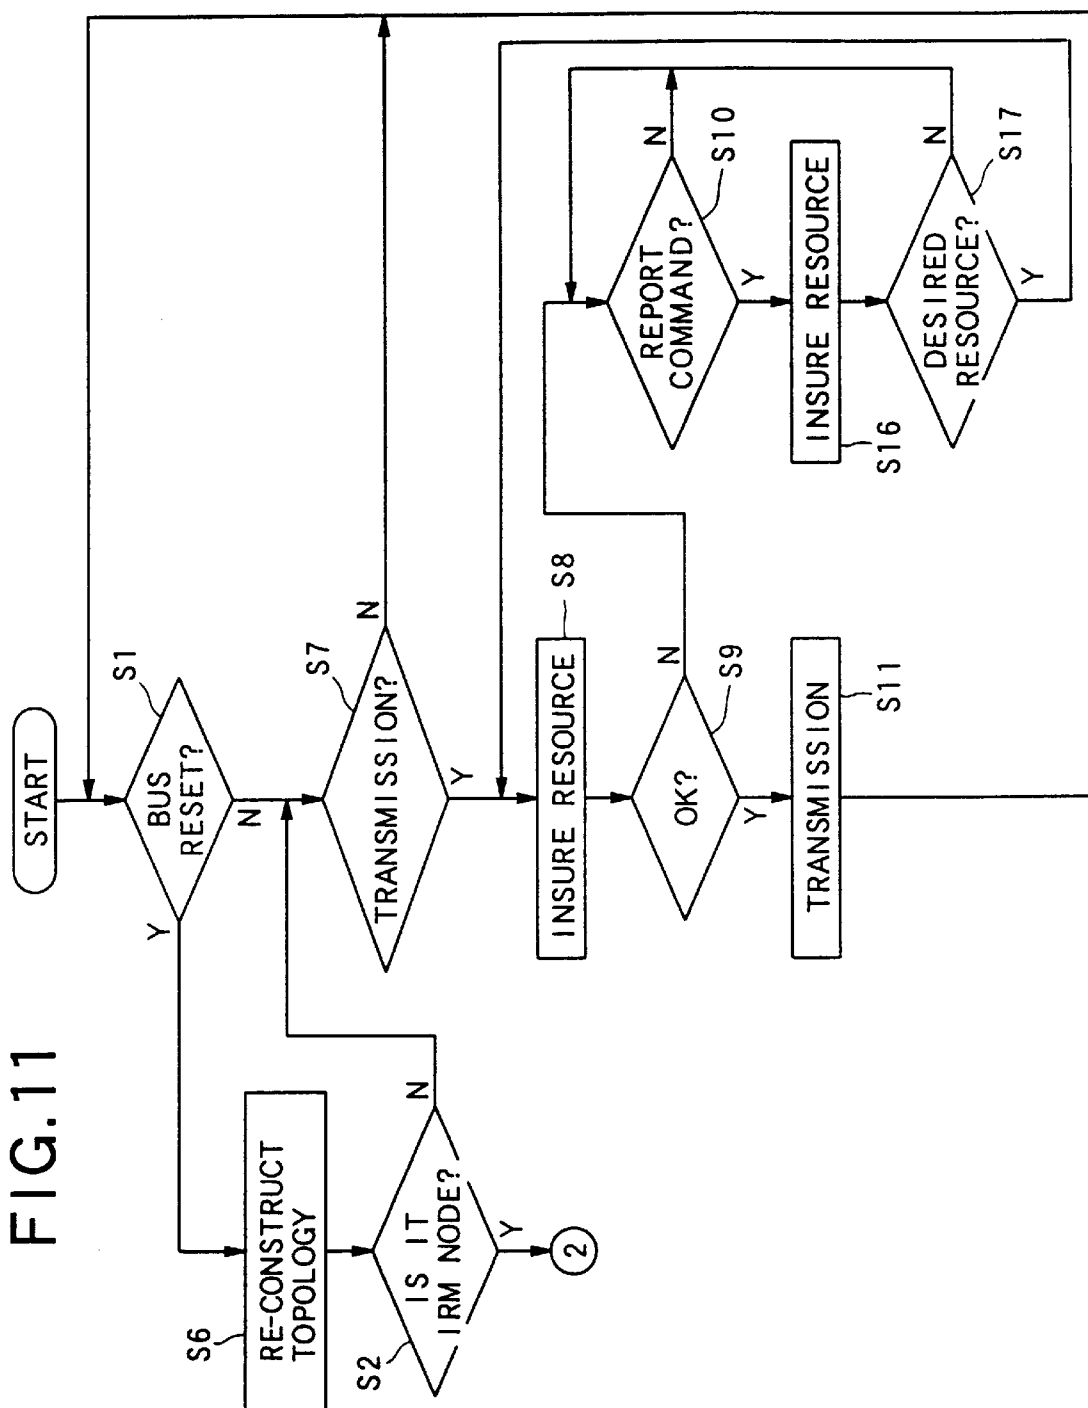 FIG.11
START
S1
BUS
RESET?
Y
N
S6
RE-CONSTRUCT
TOPOLOGY
S2
IS IT
IRM NODE?
N
Y
2
S7
TRANSMISSION?
N
Y
S8
INSURE RESOURCE
S9
OK?
N
Y
TRANSMISSION
S11
REPORT
COMMAND?
S10
N
Y
INSURE RESOURCE
S16
DESIRED
RESOURCE?
S17
N
Y